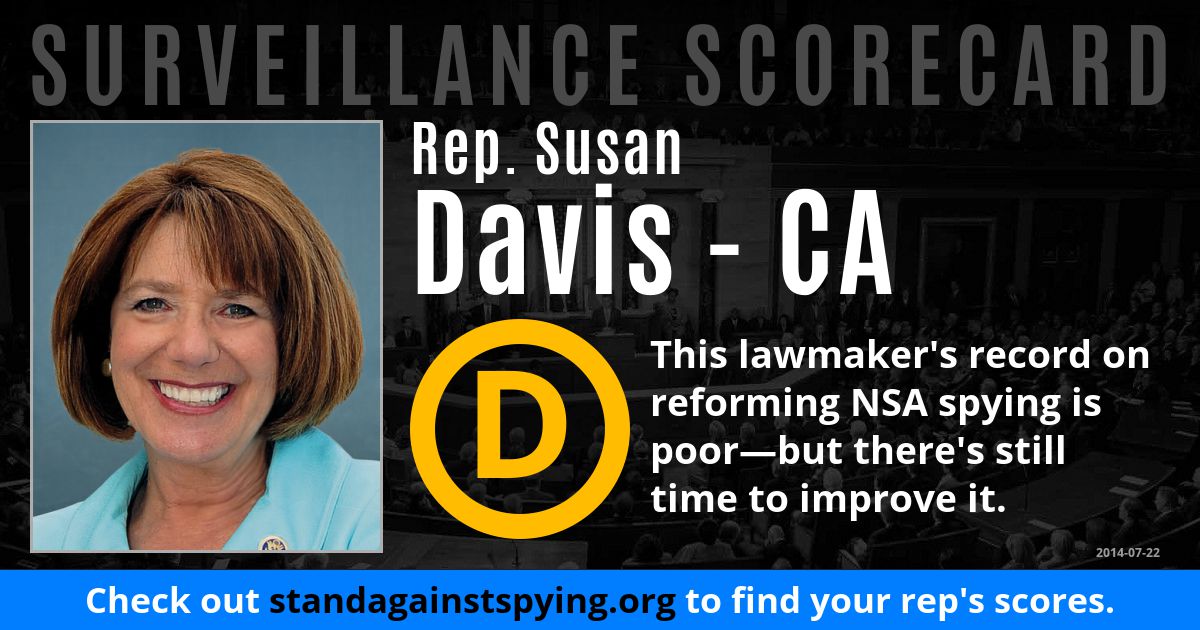 SURVEILLANCE SCORECARD
Rep. Susan
Davis - CA
D
This lawmaker's record on
reforming NSA spying is
poor—but there's still
time to improve it.
2014-07-22
Check out standagainstspying.org to find your rep's scores.